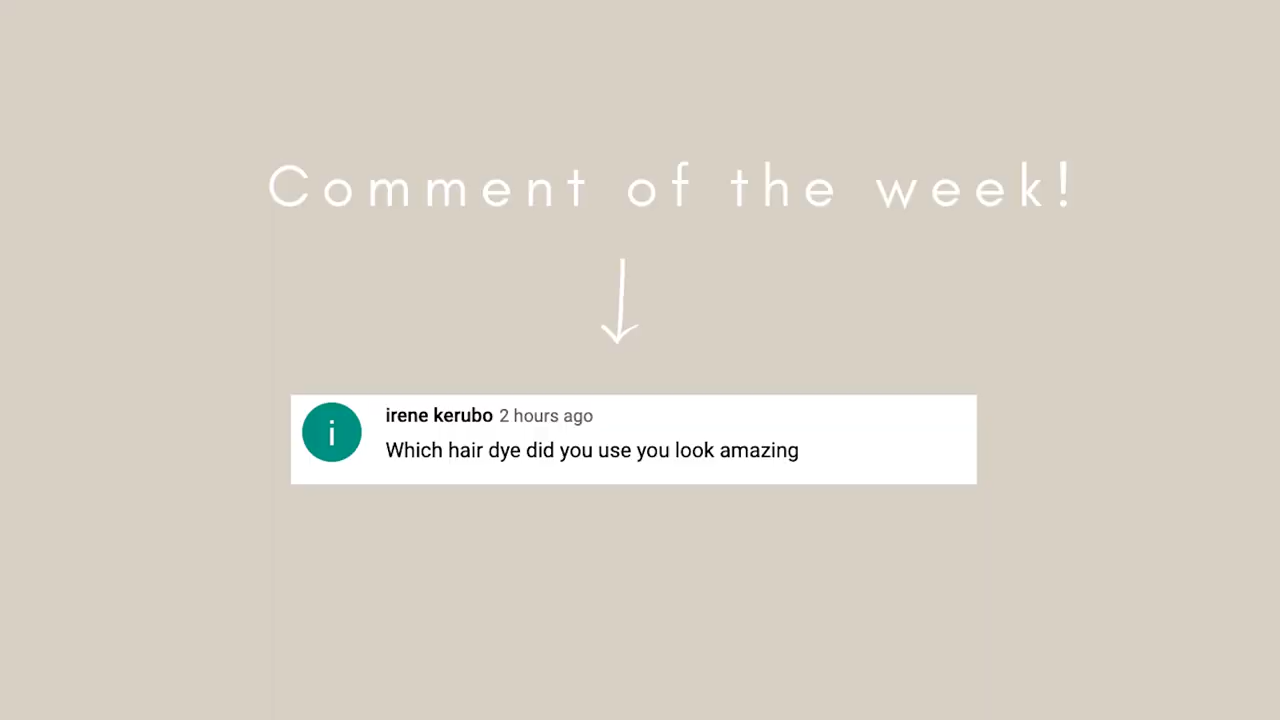 Comment of the week!
i
irene kerubo 2 hours ago
Which hair dye did you use you look amazing